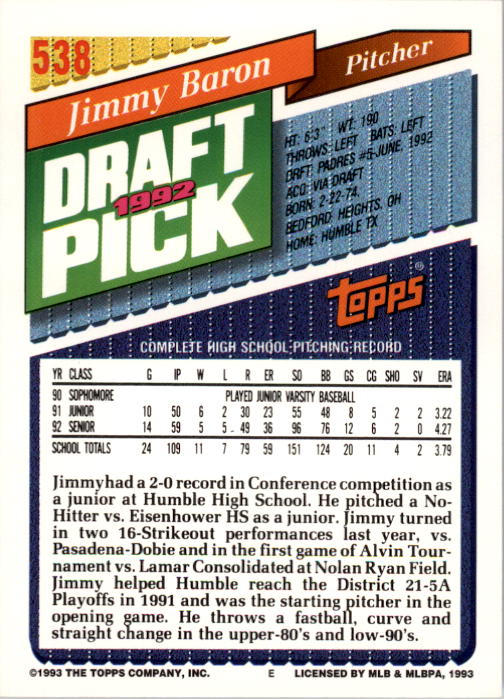 538
Jimmy Baron
Pitcher
DRAFT
1992
PICK
HT: 6'3" WT: 190
THROWS: LEFT BATS: LEFT
DRFT: PADRES #5-JUNE, 1992
ACQ: VIA DRAFT
BORN: 2-22-74,
BEDFORD, HEIGHTS, OH
HOME: HUMBLE TX
topps®
COMPLETE HIGH SCHOOL PITCHING RECORD
YR CLASS G IP W L R ER SO BB GS CG SHO SV ERA
90 SOPHOMORE PLAYED JUNIOR VARSITY BASEBALL
91 JUNIOR 10 50 6 2 30 23 55 48 8 5 2 2 3.22
92 SENIOR 14 59 5 5 49 36 96 76 12 6 2 0 4.27
SCHOOL TOTALS 24 109 11 7 79 59 151 124 20 11 4 2 3.79
Jimmyhad a 2-0 record in Conference competition as
a junior at Humble High School. He pitched a No-
Hitter vs. Eisenhower HS as a junior. Jimmy turned
in two 16-Strikeout performances last year, vs.
Pasadena-Dobie and in the first game of Alvin Tour-
nament vs. Lamar Consolidated at Nolan Ryan Field.
Jimmy helped Humble reach the District 21-5A
Playoffs in 1991 and was the starting pitcher in the
opening game. He throws a fastball, curve and
straight change in the upper-80's and low-90's.
©1993 THE TOPPS COMPANY, INC. E LICENSED BY MLB & MLBPA, 1993